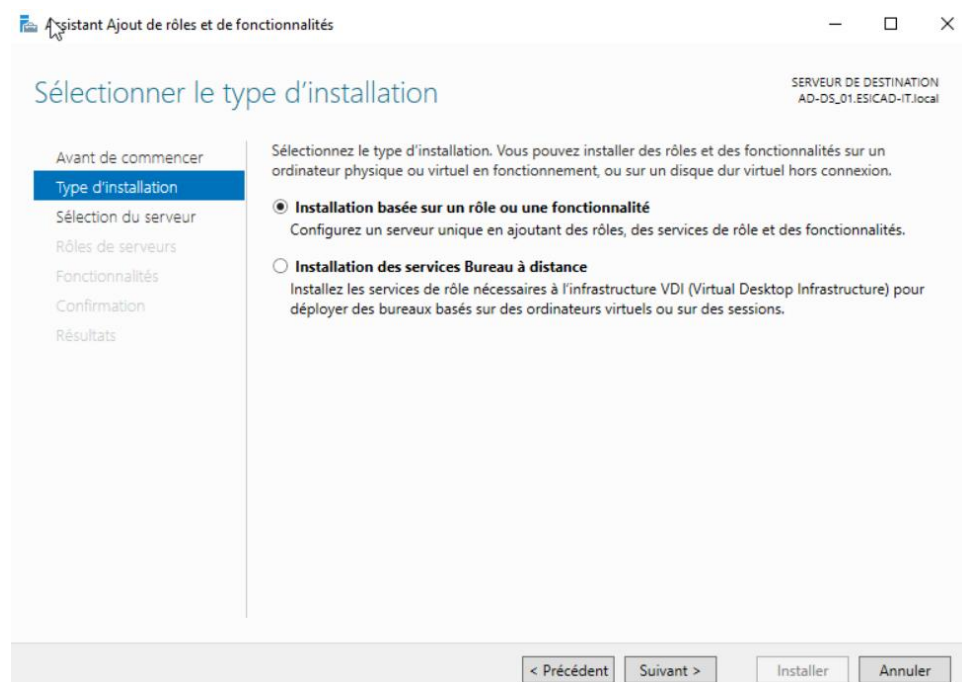 Assistant Ajout de rôles et de fonctionnalités
Sélectionner le type d'installation
SERVEUR DE DESTINATION
AD-DS_01.ESICAD-IT.local
Avant de commencer
Type d'installation
Sélection du serveur
Rôles de serveurs
Fonctionnalités
Confirmation
Résultats
Sélectionnez le type d'installation. Vous pouvez installer des rôles et des fonctionnalités sur un
ordinateur physique ou virtuel en fonctionnement, ou sur un disque dur virtuel hors connexion.
Installation basée sur un rôle ou une fonctionnalité
Configurez un serveur unique en ajoutant des rôles, des services de rôle et des fonctionnalités.
Installation des services Bureau à distance
Installez les services de rôle nécessaires à l'infrastructure VDI (Virtual Desktop Infrastructure) pour
déployer des bureaux basés sur des ordinateurs virtuels ou sur des sessions.
< Précédent
Suivant >
Installer
Annuler